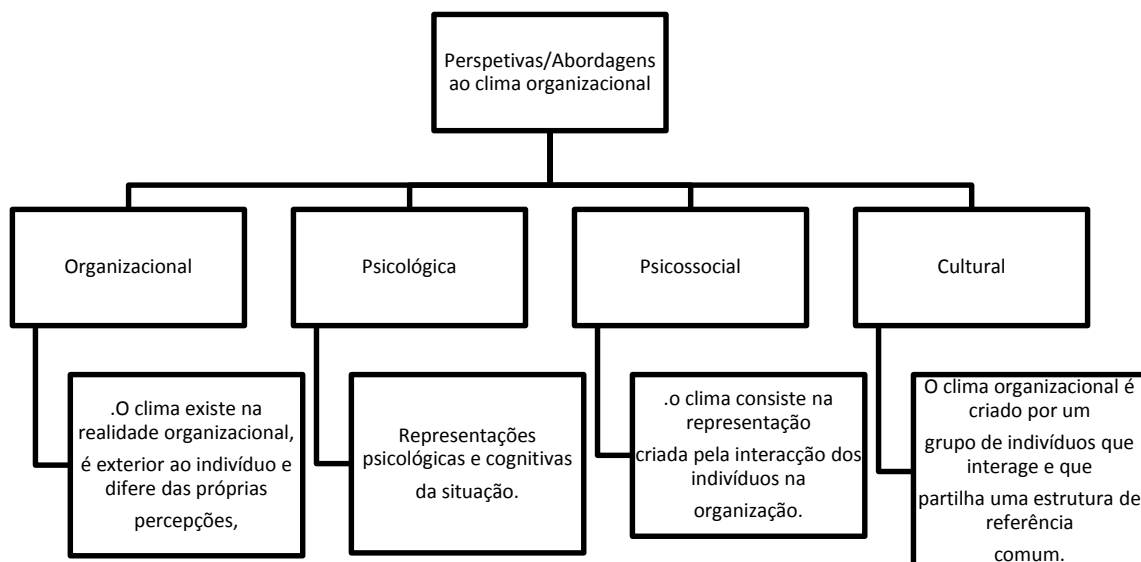 Perspetivas/Abordagens
ao clima organizacional
Organizacional
Psicológica
Psicossocial
Cultural
.O clima existe na
realidade organizacional,
é exterior ao indivíduo e
difere das próprias
percepções,
Representações
psicológicas e cognitivas
da situação.
.o clima consiste na
representação
criada pela interacção dos
indivíduos na
organização.
O clima organizacional é
criado por um
grupo de indivíduos que
interage e que
partilha uma estrutura de
referência
comum.